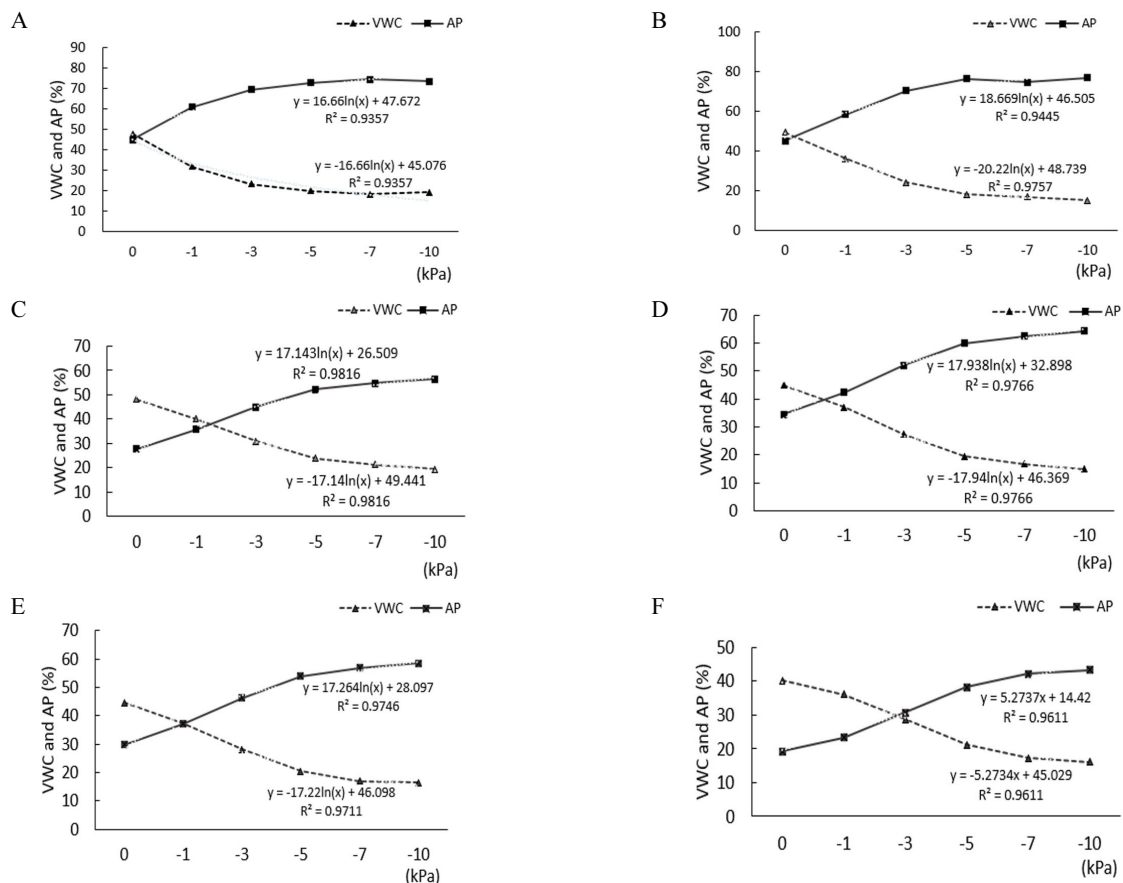 A
VWC AP
VWC and AP (%)
90
80
70
60
50
40
30
20
10
y = 16.66ln(x) + 47.672
R² = 0.9357
y = -16.66ln(x) + 45.076
R² = 0.9357
0 -1 -3 -5 -7 -10
(kPa)
B
VWC AP
VWC and AP (%)
100
80
60
40
20
0
y = 18.669ln(x) + 46.505
R² = 0.9445
y = -20.22ln(x) + 48.739
R² = 0.9757
0 -1 -3 -5 -7 -10
(kPa)
C
VWC AP
VWC and AP (%)
70
60
50
40
30
20
10
0
y = 17.143ln(x) + 26.509
R² = 0.9816
y = -17.14ln(x) + 49.441
R² = 0.9816
0 -1 -3 -5 -7 -10
(kPa)
D
VWC AP
VWC and AP (%)
70
60
50
40
30
20
10
0
y = 17.938ln(x) + 32.898
R² = 0.9766
y = -17.94ln(x) + 46.369
R² = 0.9766
0 -1 -3 -5 -7 -10
(kPa)
E
VWC AP
VWC and AP (%)
70
60
50
40
30
20
10
0
y = 17.264ln(x) + 28.097
R² = 0.9746
y = -17.22ln(x) + 46.098
R² = 0.9711
0 -1 -3 -5 -7 -10
(kPa)
F
VWC AP
VWC and AP (%)
50
40
30
20
10
0
y = 5.2737x + 14.42
R² = 0.9611
y = -5.2734x + 45.029
R² = 0.9611
0 -1 -3 -5 -7 -10
(kPa)